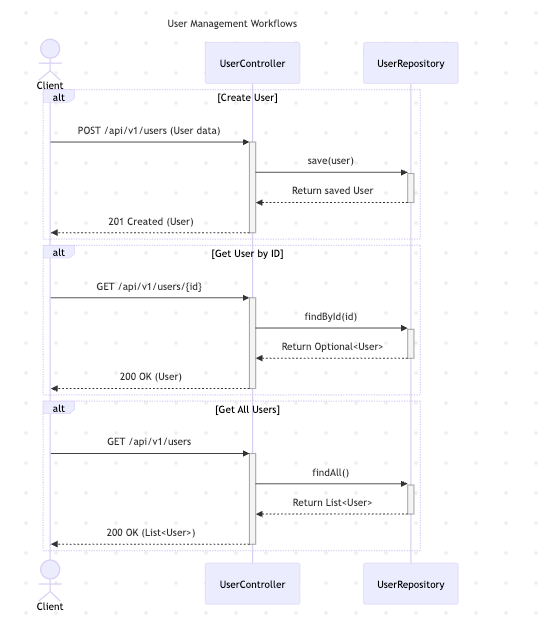 User Management Workflows
Client
UserController
UserRepository
alt
[Create User]
POST /api/v1/users (User data)
save(user)
Return saved User
201 Created (User)
alt
[Get User by ID]
GET /api/v1/users/{id}
findById(id)
Return Optional<User>
200 OK (User)
alt
[Get All Users]
GET /api/v1/users
findAll()
Return List<User>
200 OK (List<User>)
Client
UserController
UserRepository